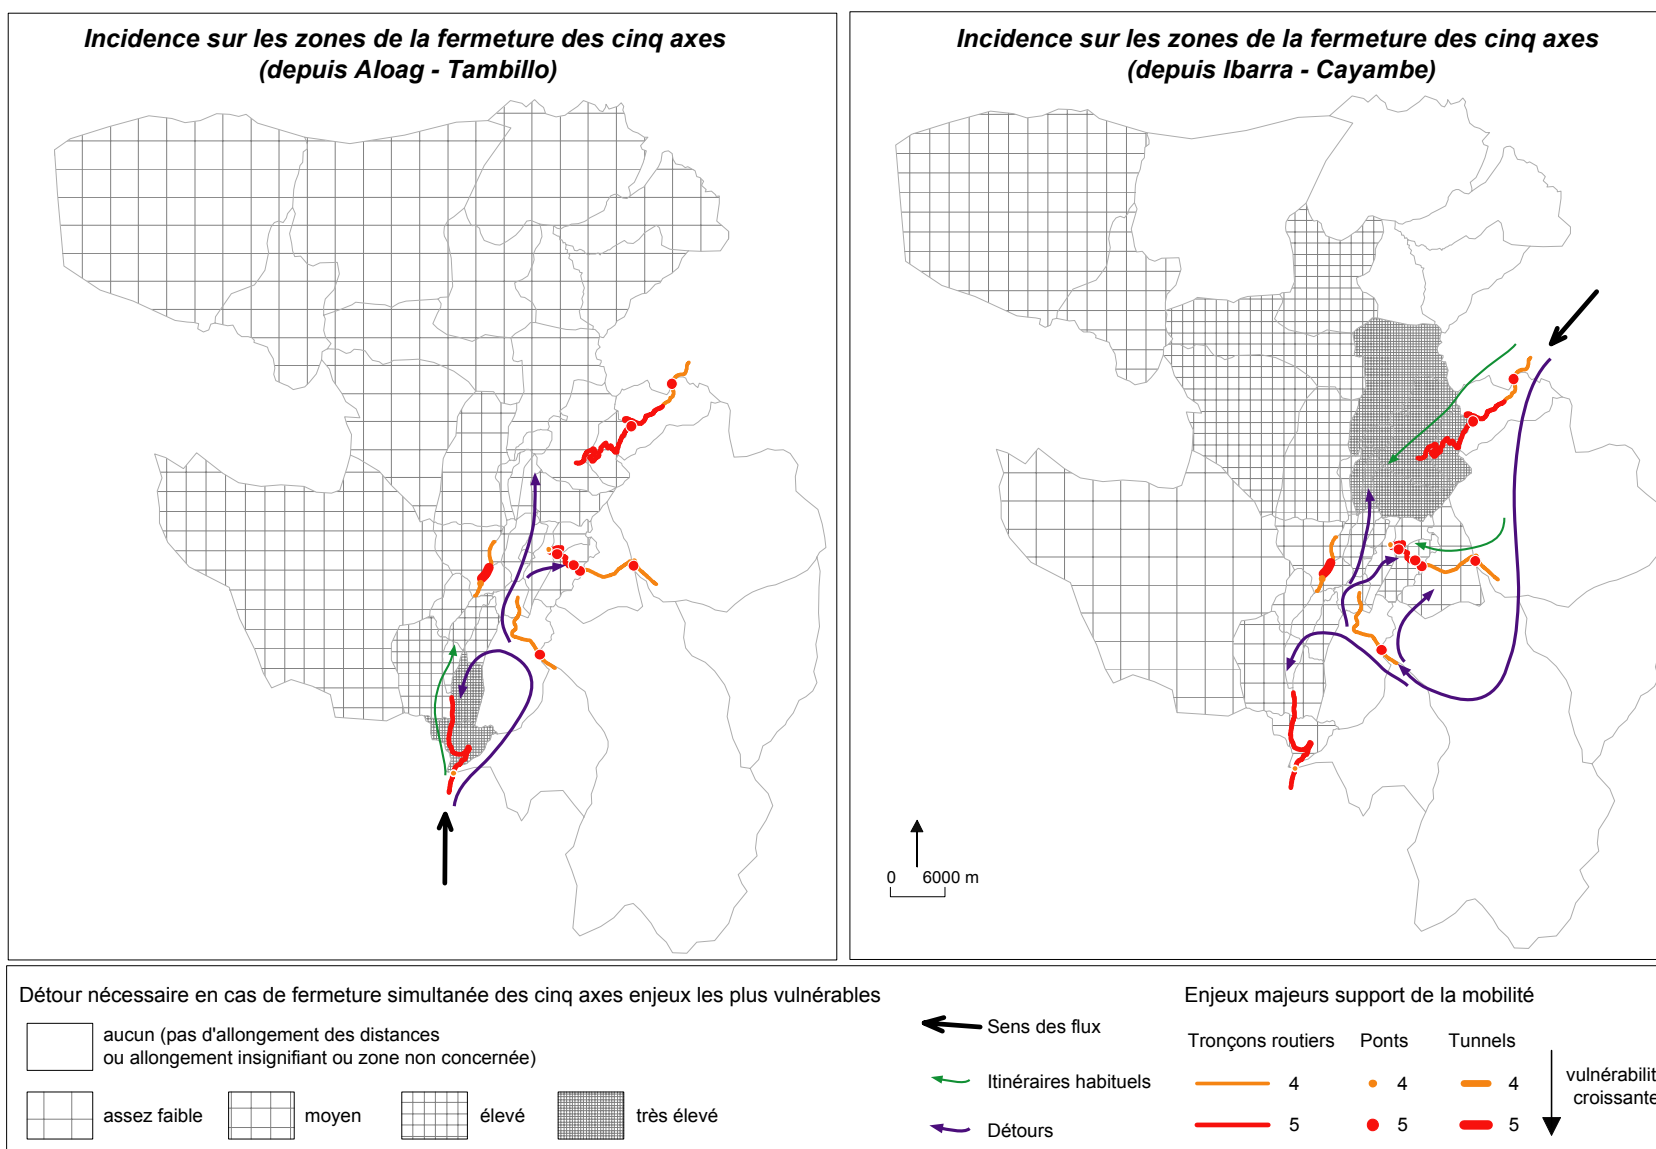 Incidence sur les zones de la fermeture des cinq axes
(depuis Aloag - Tambillo)
Incidence sur les zones de la fermeture des cinq axes
(depuis Ibarra - Cayambe)
0 6000 m
Détour nécessaire en cas de fermeture simultanée des cinq axes enjeux les plus vulnérables
aucun (pas d'allongement des distances
ou allongement insignifiant ou zone non concernée)
assez faible
moyen
élevé
très élevé
Sens des flux
Itinéraires habituels
Détours
Enjeux majeurs support de la mobilité
Tronçons routiers Ponts Tunnels
4 4 4
5 5 5
vulnérabilit
croissante